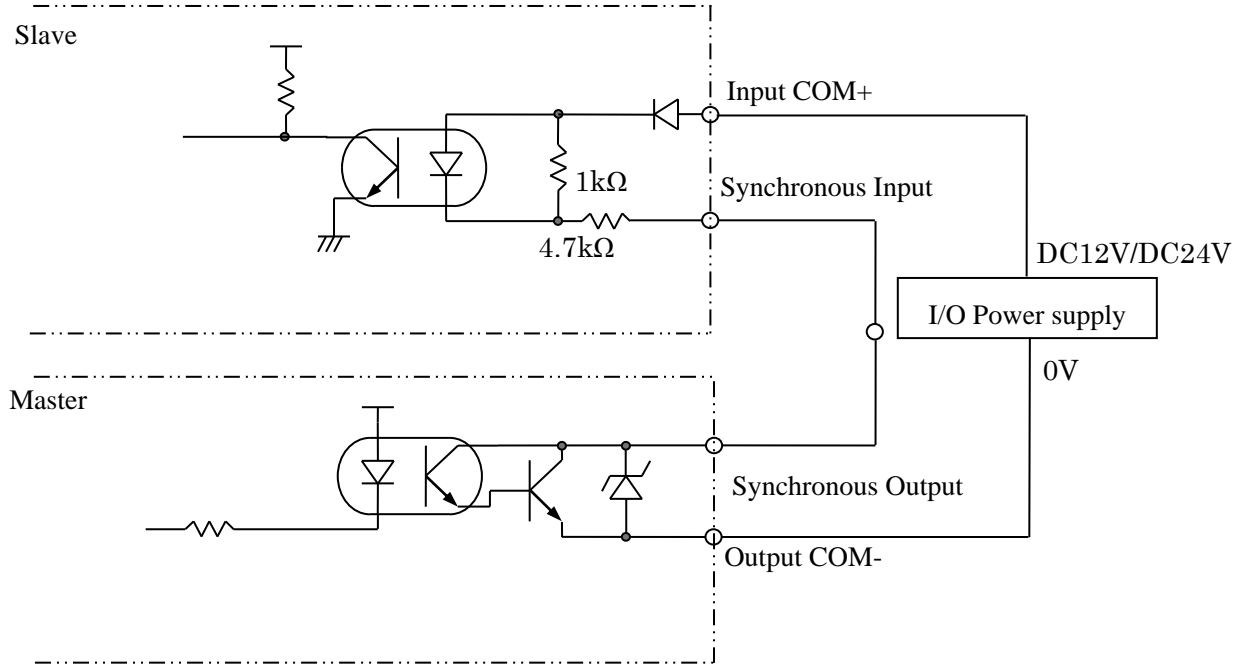 Slave
Input COM+
1kΩ
Synchronous Input
4.7kΩ
DC12V/DC24V
I/O Power supply
0V
Master
Synchronous Output
Output COM-